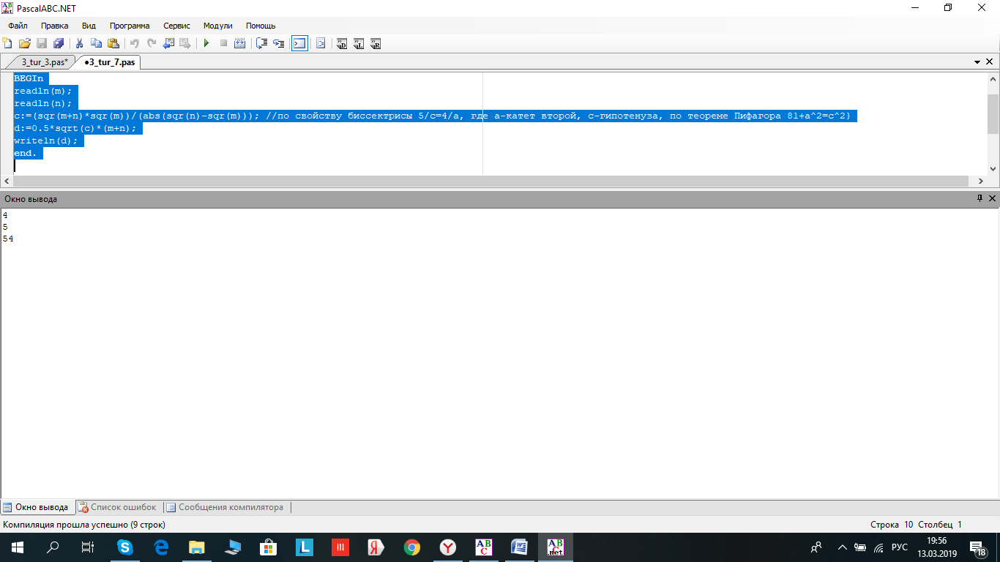 PascalABC.NET
Файл Правка Вид Программа Сервис Модули Помощь
3_tur_3.pas* •3_tur_7.pas
BEGIn
readln(m);
readln(n);
c:=(sqr(m+n)*sqr(m))/(abs(sqr(n)-sqr(m))); //по свойству биссектрисы 5/c=4/a, где a-катет второй, c-гипотенуза, по теореме Пифагора 81+a^2=c^2}
d:=0.5*sqrt(c)*(m+n);
writeln(d);
end.
Окно вывода
4
5
54
Окно вывода Список ошибок Сообщения компилятора
Компиляция прошла успешно (9 строк) Строка 10 Столбец 1
РУС 19:56
13.03.2019 18